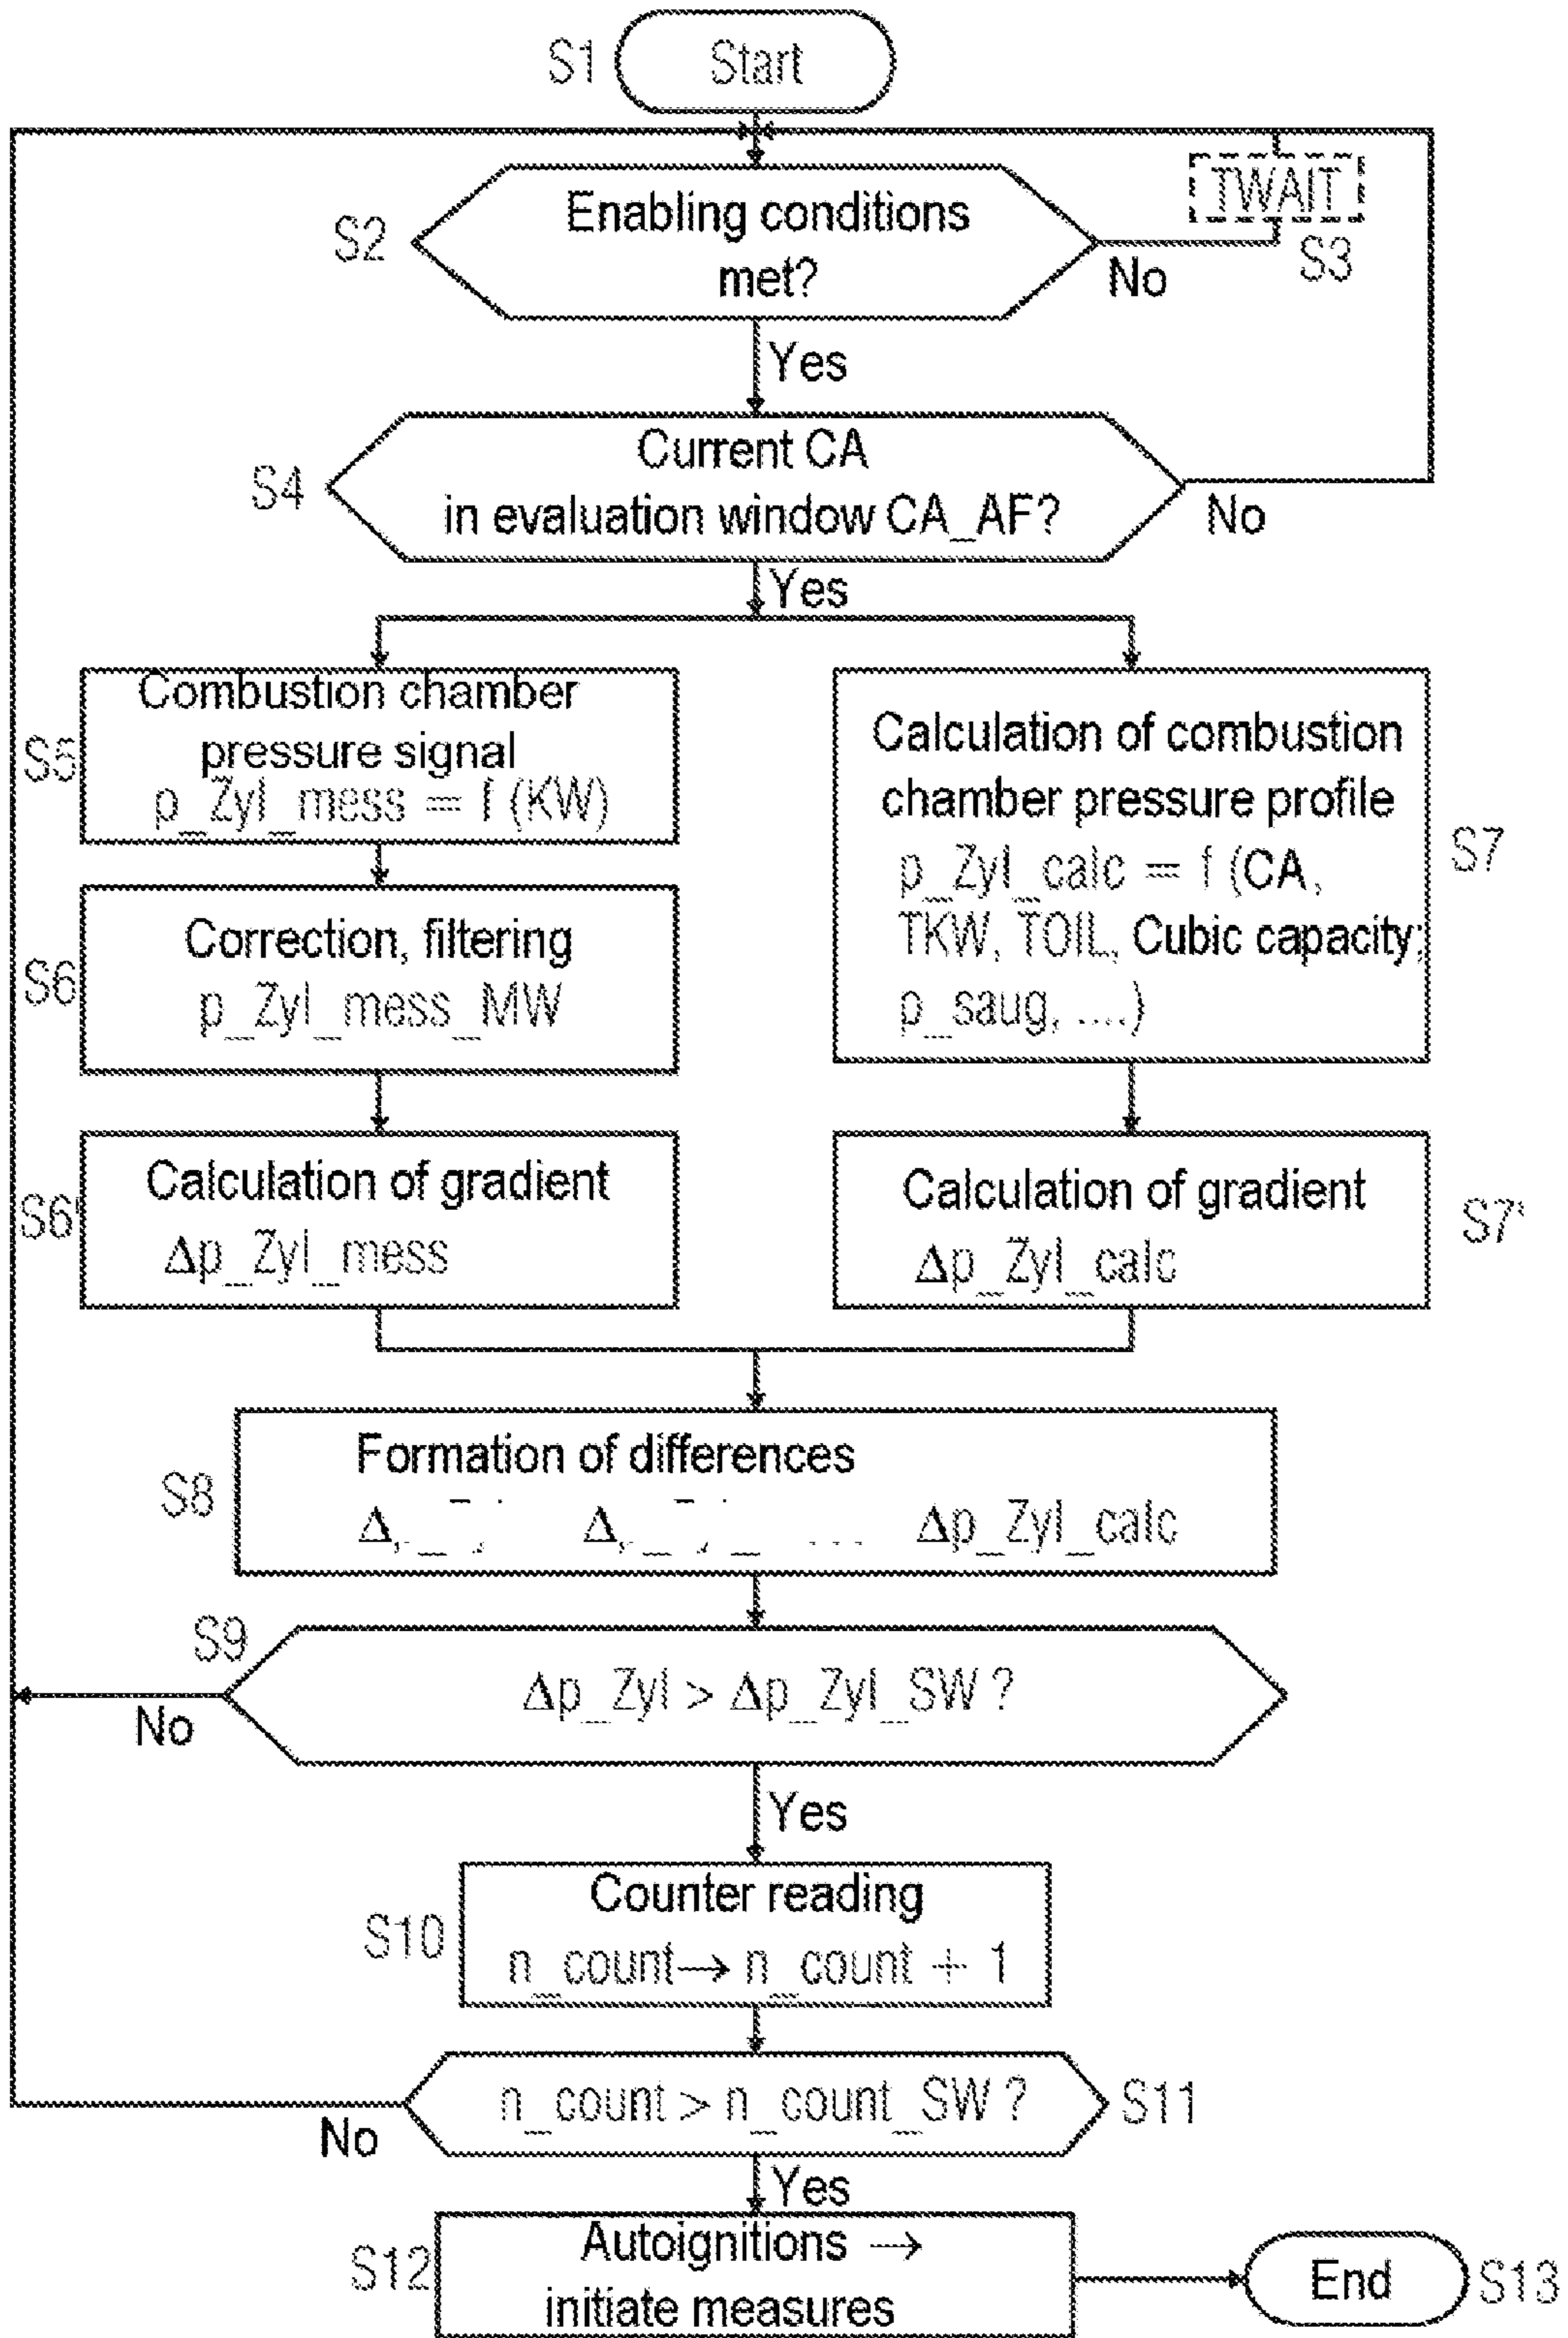 S1 Start
TWAIT
S2 Enabling conditions
met?
No
S3
Yes
S4 Current CA
in evaluation window CA_AF?
No
Yes
S5 Combustion chamber
pressure signal
p_Zyl_mess = f (KW)
S6 Correction, filtering
p_Zyl_mess_MW
S6' Calculation of gradient
Δp_Zyl_mess
Calculation of combustion
chamber pressure profile
p_Zyl_calc = f (CA,
TKW, TOIL, Cubic capacity;
p_saug, ....)
S7
Calculation of gradient
Δp_Zyl_calc
S7'
S8 Formation of differences
Δ Δ Δp_Zyl_calc
S9
Δp_Zyl > Δp_Zyl_SW ?
No
Yes
S10 Counter reading
n_count→ n_count + 1
n_count > n_count_SW ? S11
No
Yes
S12 Autoignitions →
initiate measures
End S13